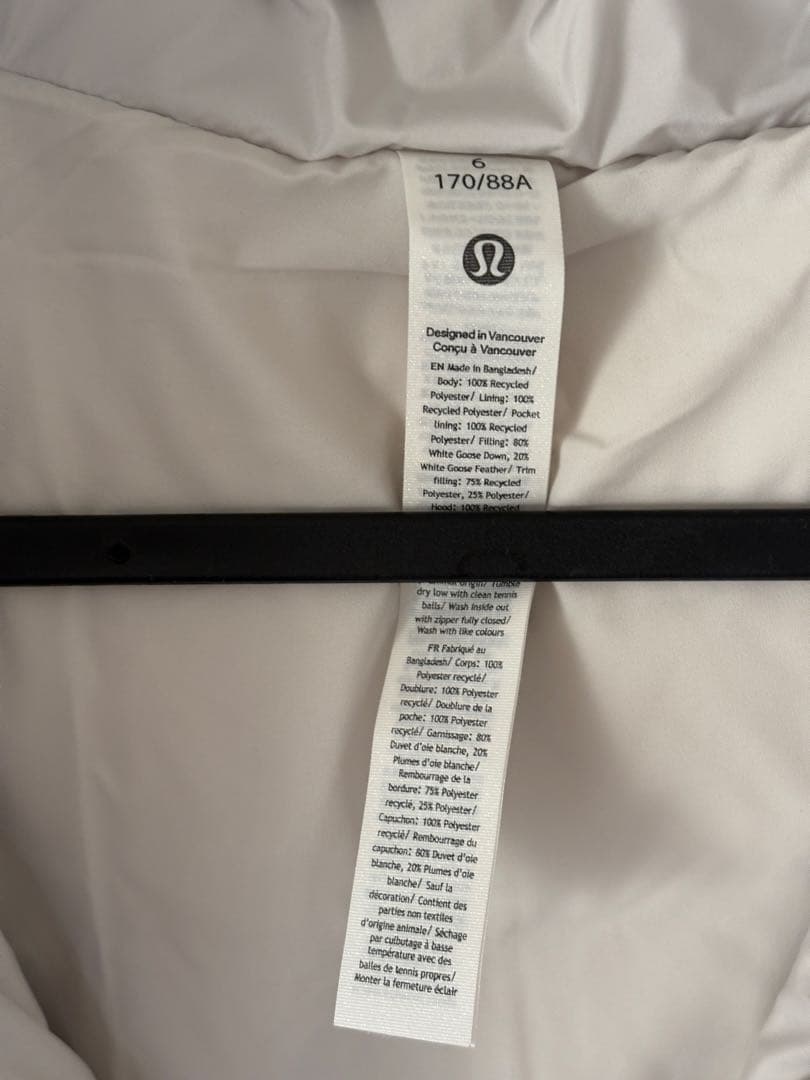 6
170/88A
Designed in Vancouver
Conçu à Vancouver
EN Made in Bangladesh/
Body: 100% Recycled
Polyester/ Lining: 100%
Recycled Polyester/ Pocket
lining: 100% Recycled
Polyester/ Filling: 80%
White Goose Down, 20%
White Goose Feather/ Trim
filling: 75% Recycled
Polyester, 25% Polyester/
Hood: 100% Recycled
origin/ Tumble
dry low with clean tennis
balls/ Wash inside out
with zipper fully closed/
Wash with like colours
FR Fabriqué au
Bangladesh/ Corps: 100%
Polyester recyclé/
Doublure: 100% Polyester
recyclé/ Doublure de la
poche: 100% Polyester
recyclé/ Garnissage: 80%
Duvet d'oie blanche, 20%
Plumes d'oie blanche/
Rembourrage de la
bordure: 75% Polyester
recyclé, 25% Polyester/
Capuchon: 100% Polyester
recyclé/ Rembourrage du
capuchon: 80% Duvet d'oie
blanche, 20% Plumes d'oie
blanche/ Sauf la
décoration/ Contient des
parties non textiles
d'origine animale/ Séchage
par culbutage à basse
température avec des
balles de tennis propres/
Monter la fermeture éclair